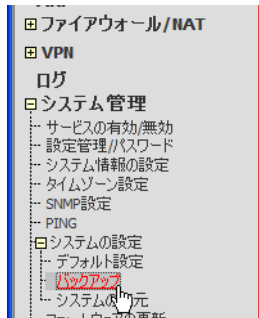 ファイアウォール/NAT
VPN
ログ
システム管理
サービスの有効/無効
設定管理/パスワード
システム情報の設定
タイムゾーン設定
SNMP設定
PING
システムの設定
デフォルト設定
バックアップ
システムの 元